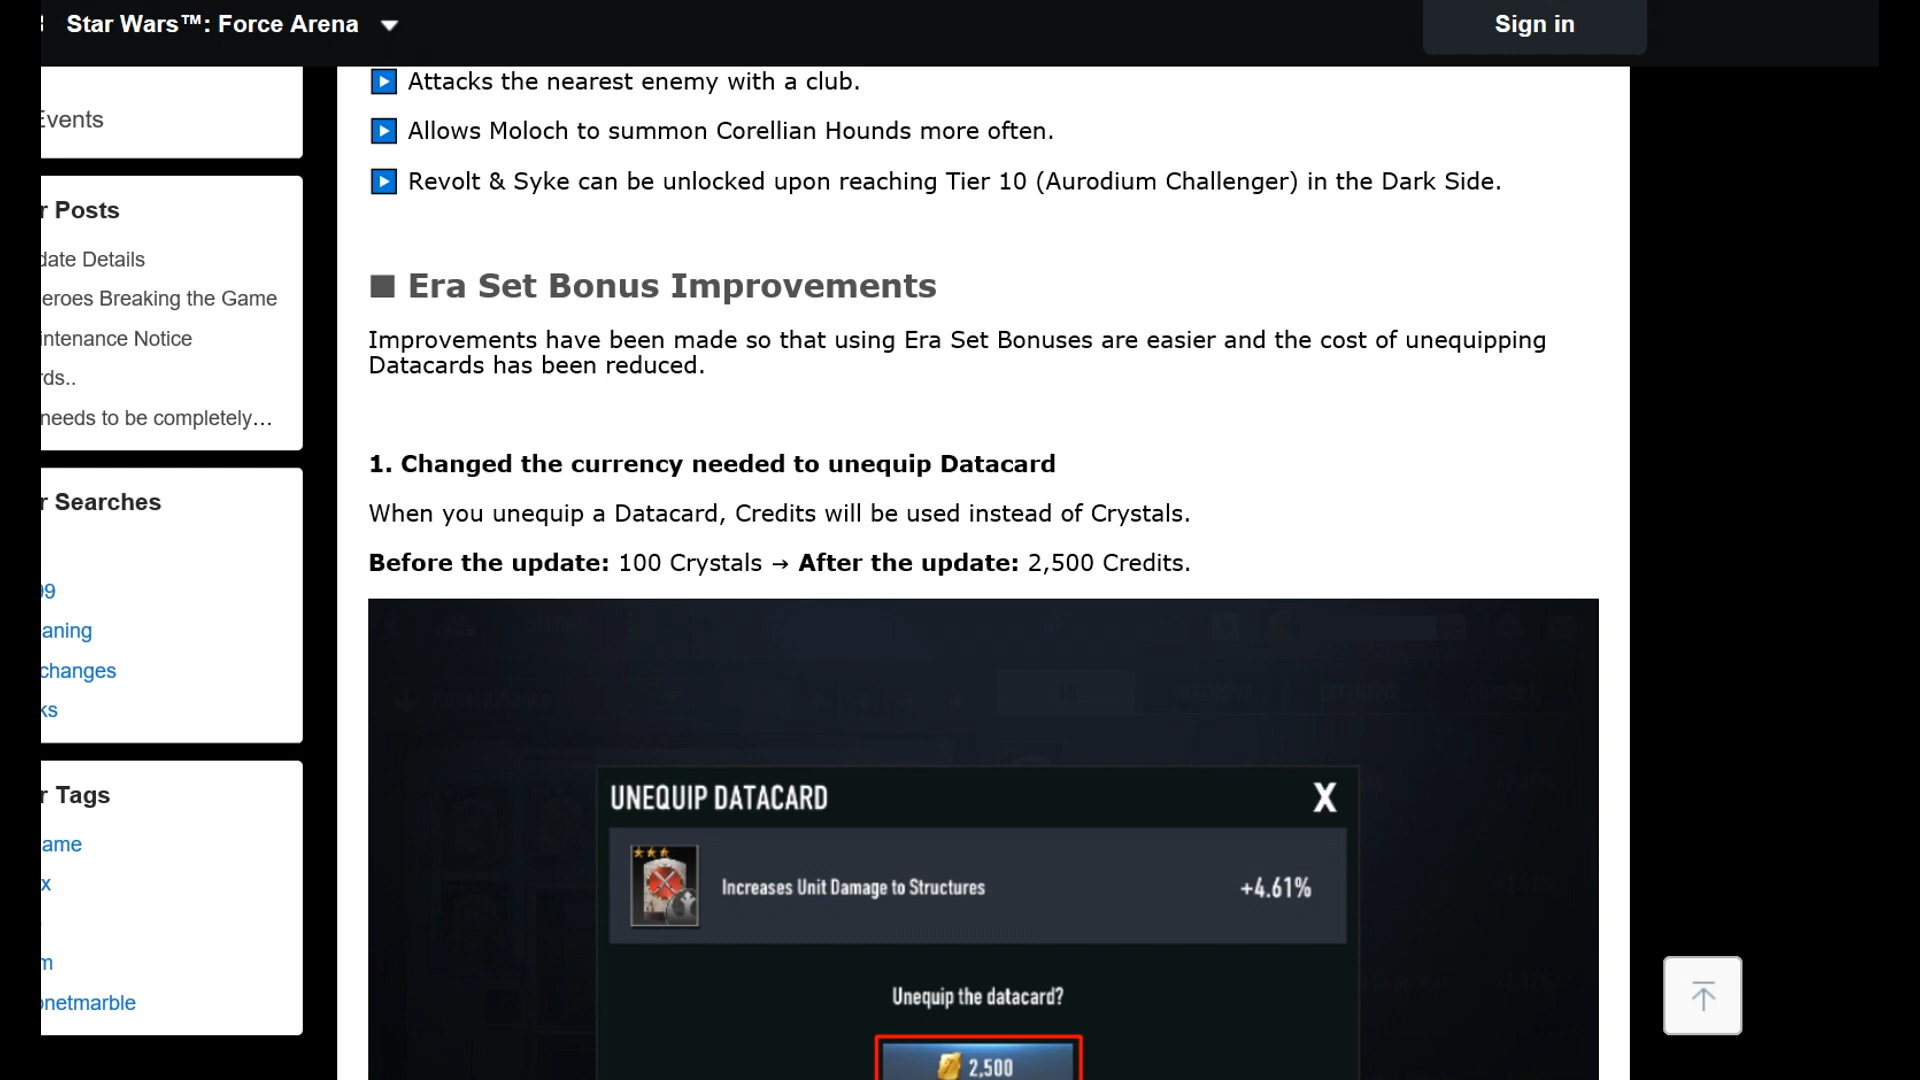 Star Wars™: Force Arena
Sign in
▶ Attacks the nearest enemy with a club.
▶ Allows Moloch to summon Corellian Hounds more often.
▶ Revolt & Syke can be unlocked upon reaching Tier 10 (Aurodium Challenger) in the Dark Side.
■ Era Set Bonus Improvements
Improvements have been made so that using Era Set Bonuses are easier and the cost of unequipping
Datacards has been reduced.
1. Changed the currency needed to unequip Datacard
When you unequip a Datacard, Credits will be used instead of Crystals.
Before the update: 100 Crystals → After the update: 2,500 Credits.
UNEQUIP DATACARD
X
Increases Unit Damage to Structures
+4.61%
Unequip the datacard?
2,500
Events
r Posts
date Details
eroes Breaking the Game
intenance Notice
rds..
needs to be completely…
r Searches
99
aning
changes
ks
r Tags
ame
x
m
onetmarble